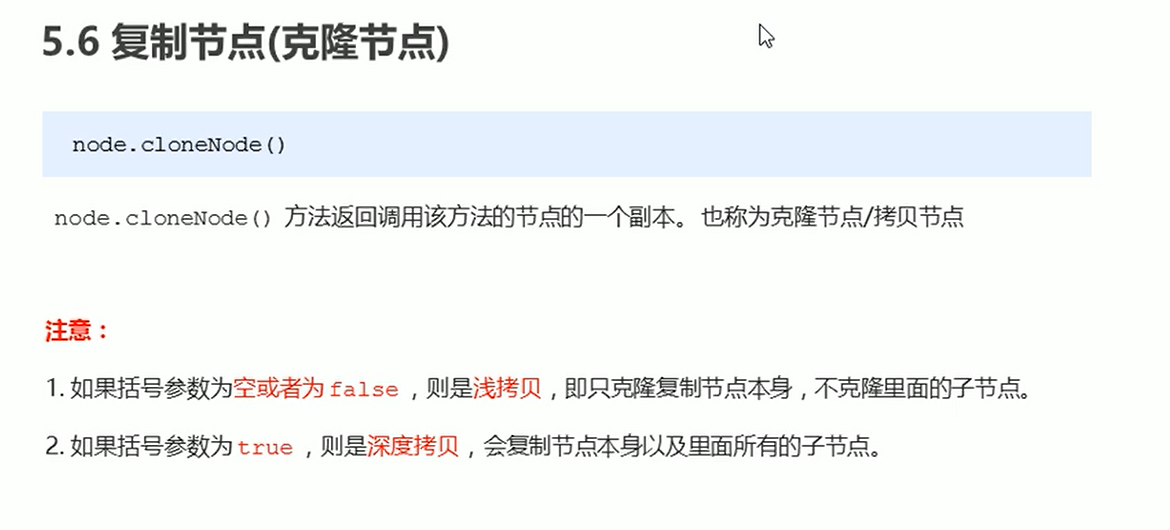 5.6 复制节点(克隆节点)
node.cloneNode()
node.cloneNode() 方法返回调用该方法的节点的一个副本。 也称为克隆节点/拷贝节点
注意：
1. 如果括号参数为空或者为 false ，则是浅拷贝，即只克隆复制节点本身，不克隆里面的子节点。
2. 如果括号参数为 true ，则是深度拷贝，会复制节点本身以及里面所有的子节点。